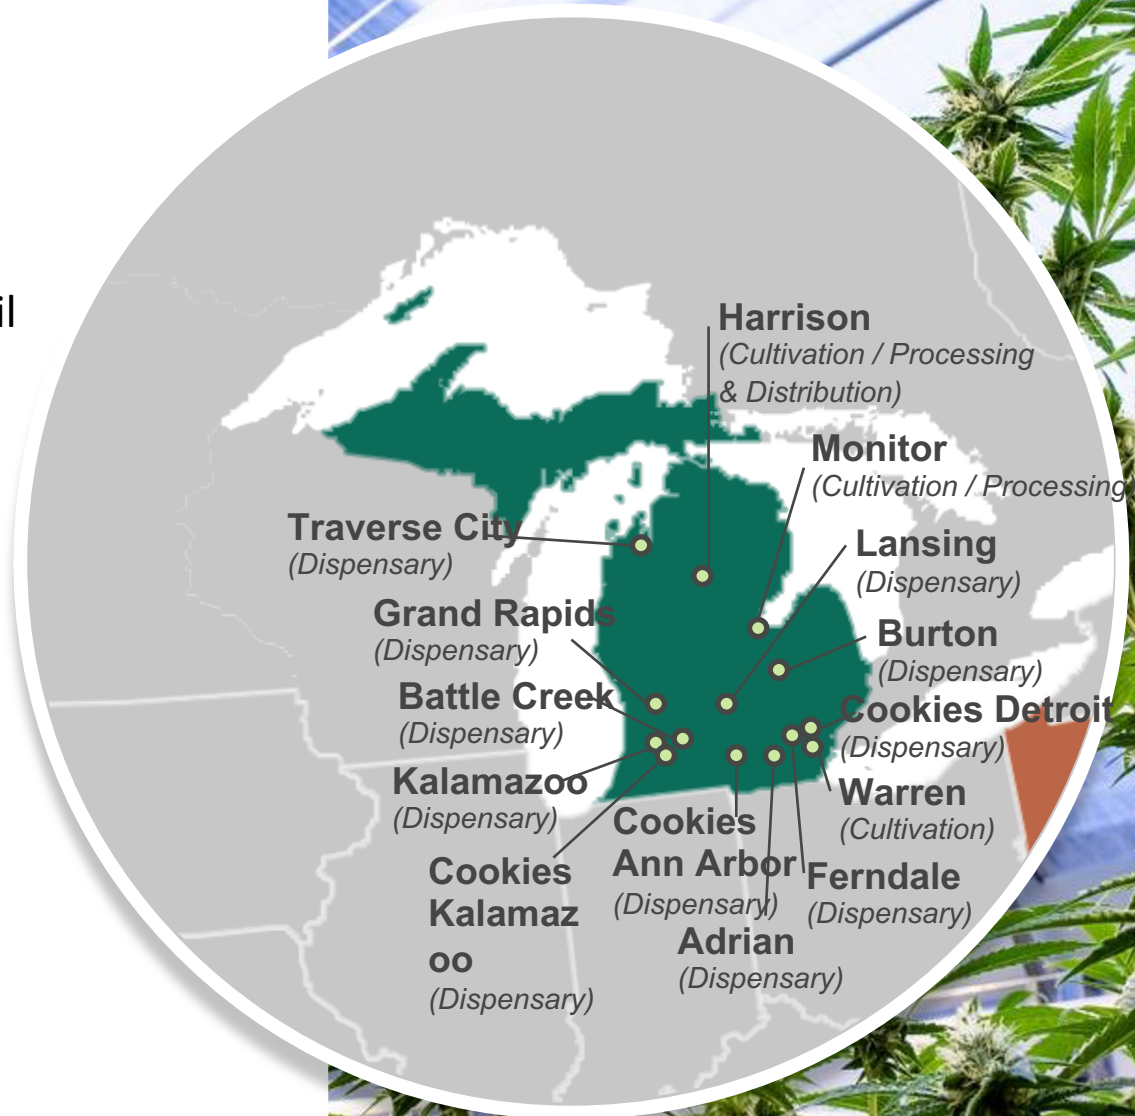 il
Harrison
(Cultivation / Processing
& Distribution)
Monitor
(Cultivation / Processing
Traverse City
(Dispensary)
Lansing
(Dispensary)
Grand Rapids
(Dispensary)
Burton
(Dispensary)
Battle Creek
(Dispensary)
Cookies Detroit
(Dispensary)
Kalamazoo
(Dispensary)
Warren
(Cultivation)
Cookies
Ann Arbor
(Dispensary)
Cookies
Kalamaz
oo
(Dispensary)
Ferndale
(Dispensary)
Adrian
(Dispensary)